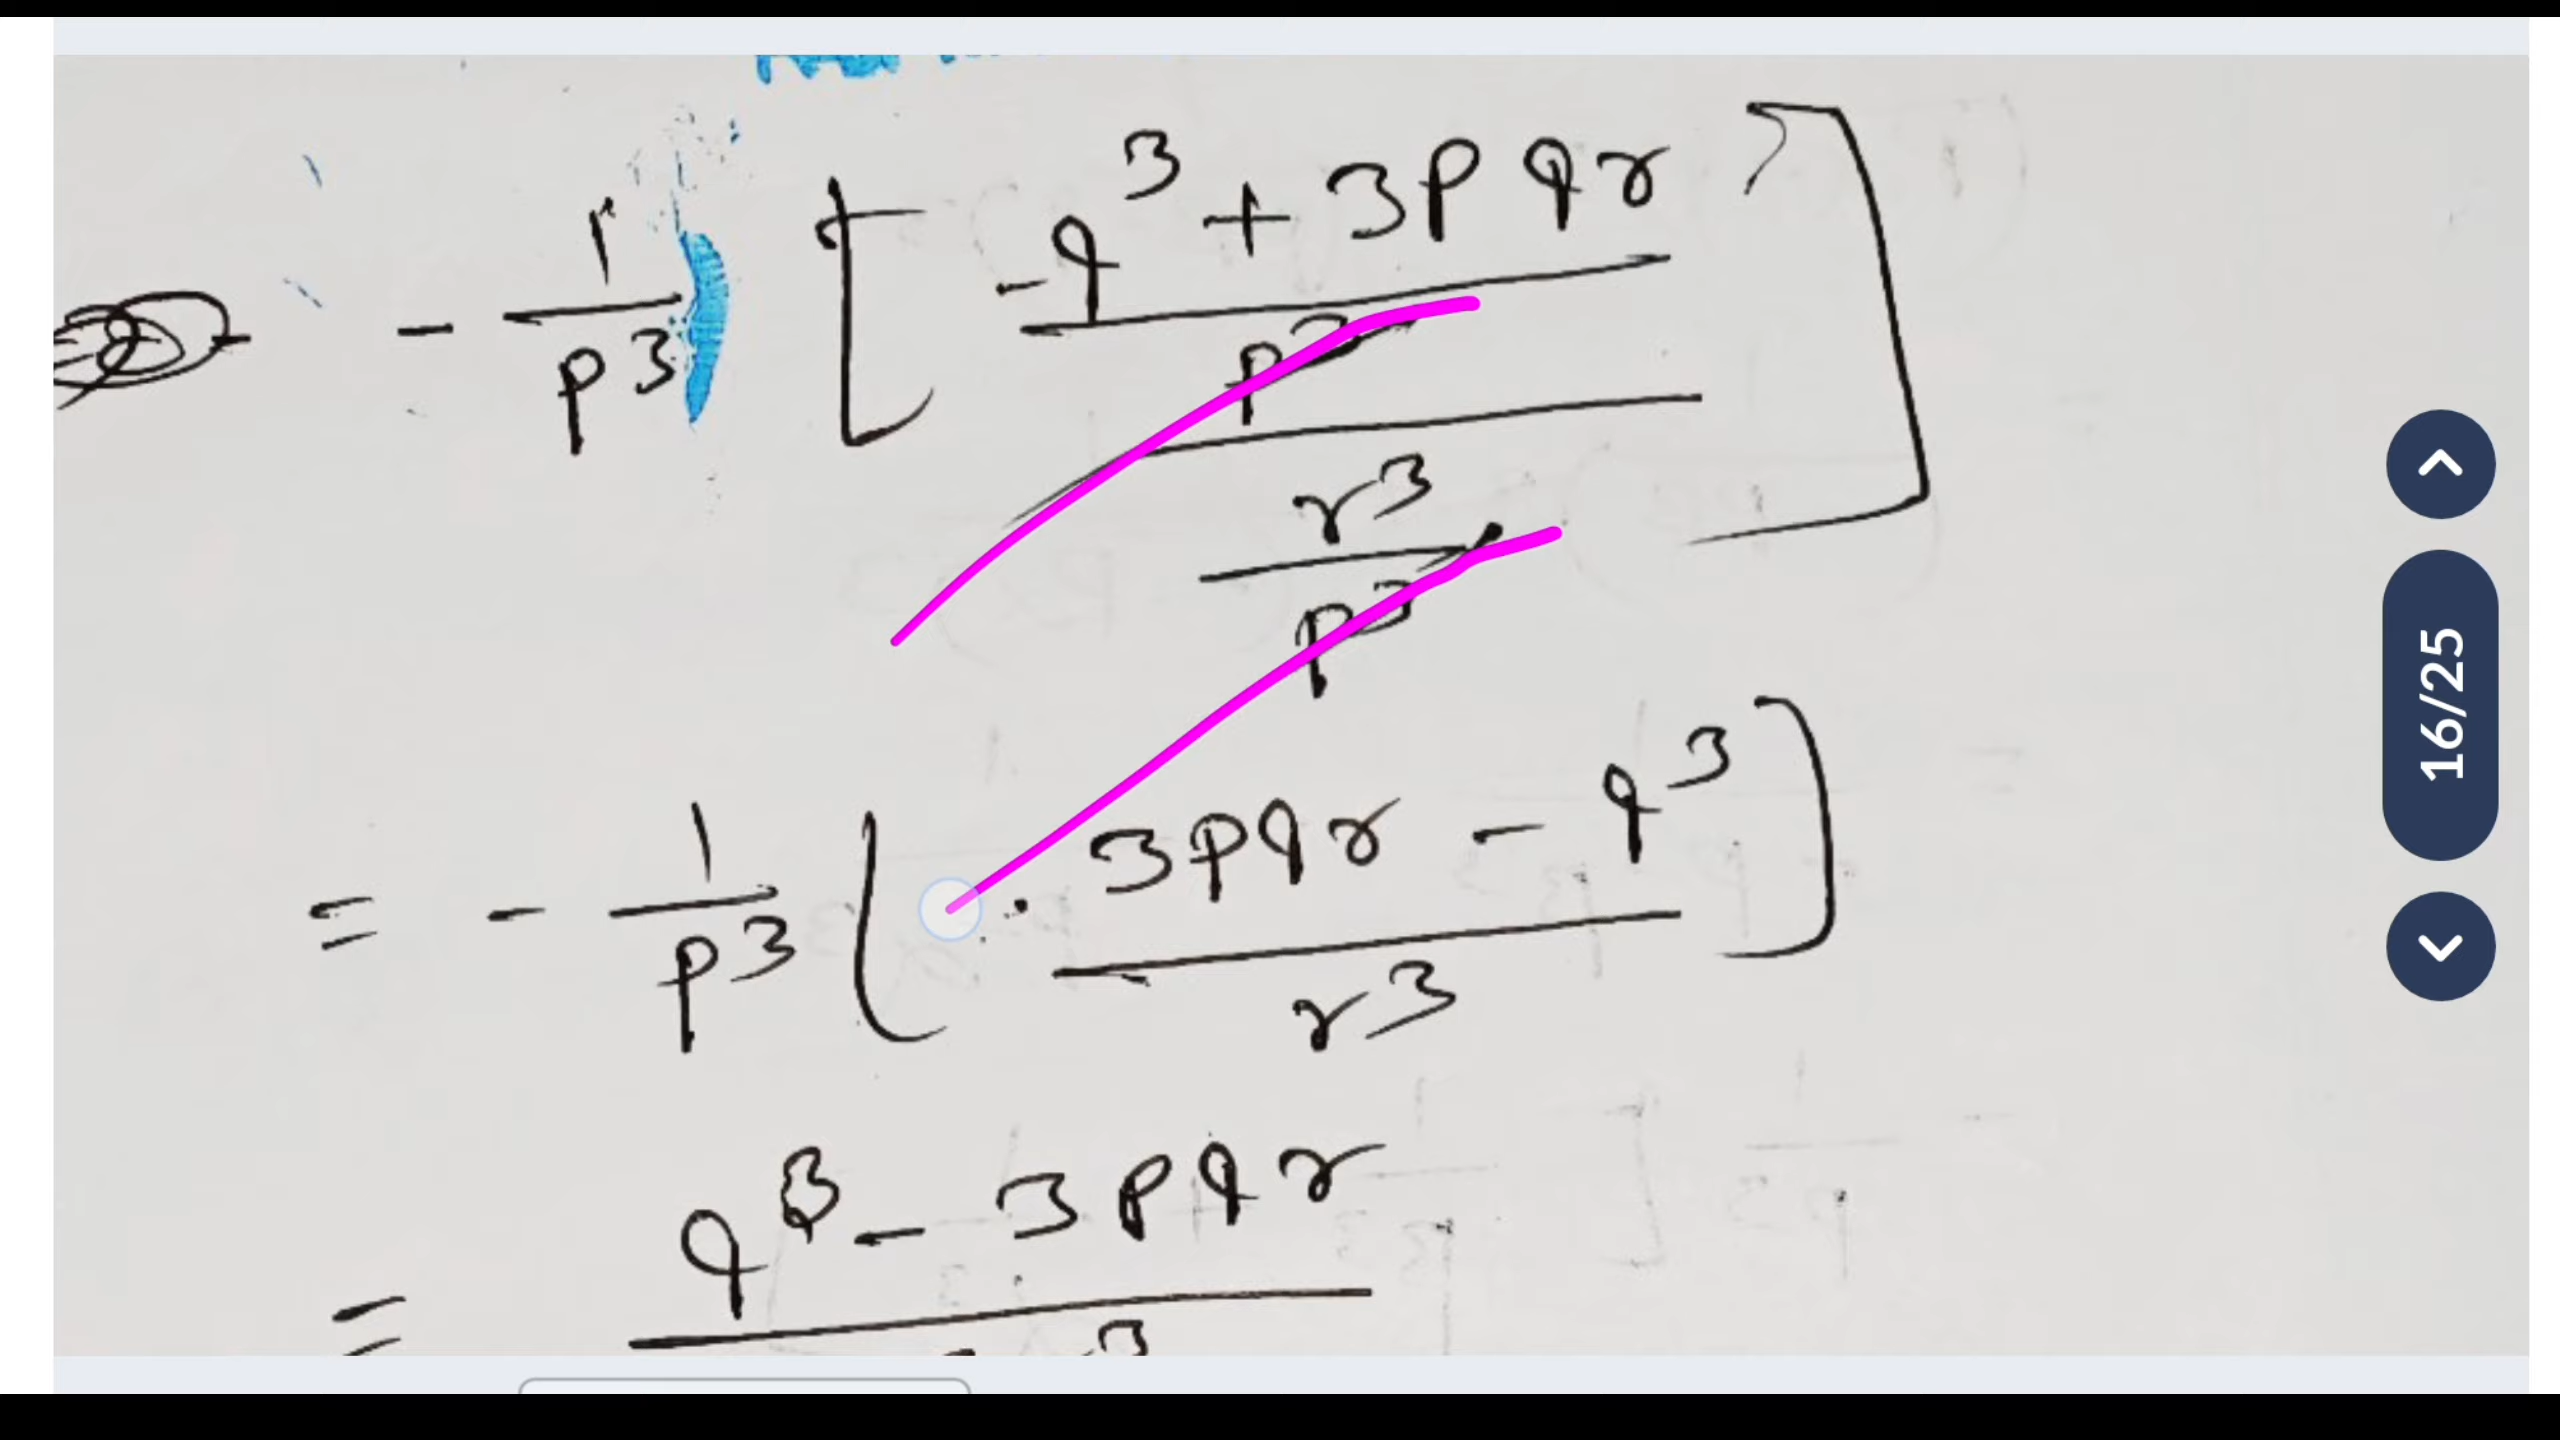 - 1/p³ [ (-q³ + 3pqr)/p³ / r³/p³ ]
= - 1/p³ ( 3pqr - q³ / r³ )
= q³ - 3pqr
16/25